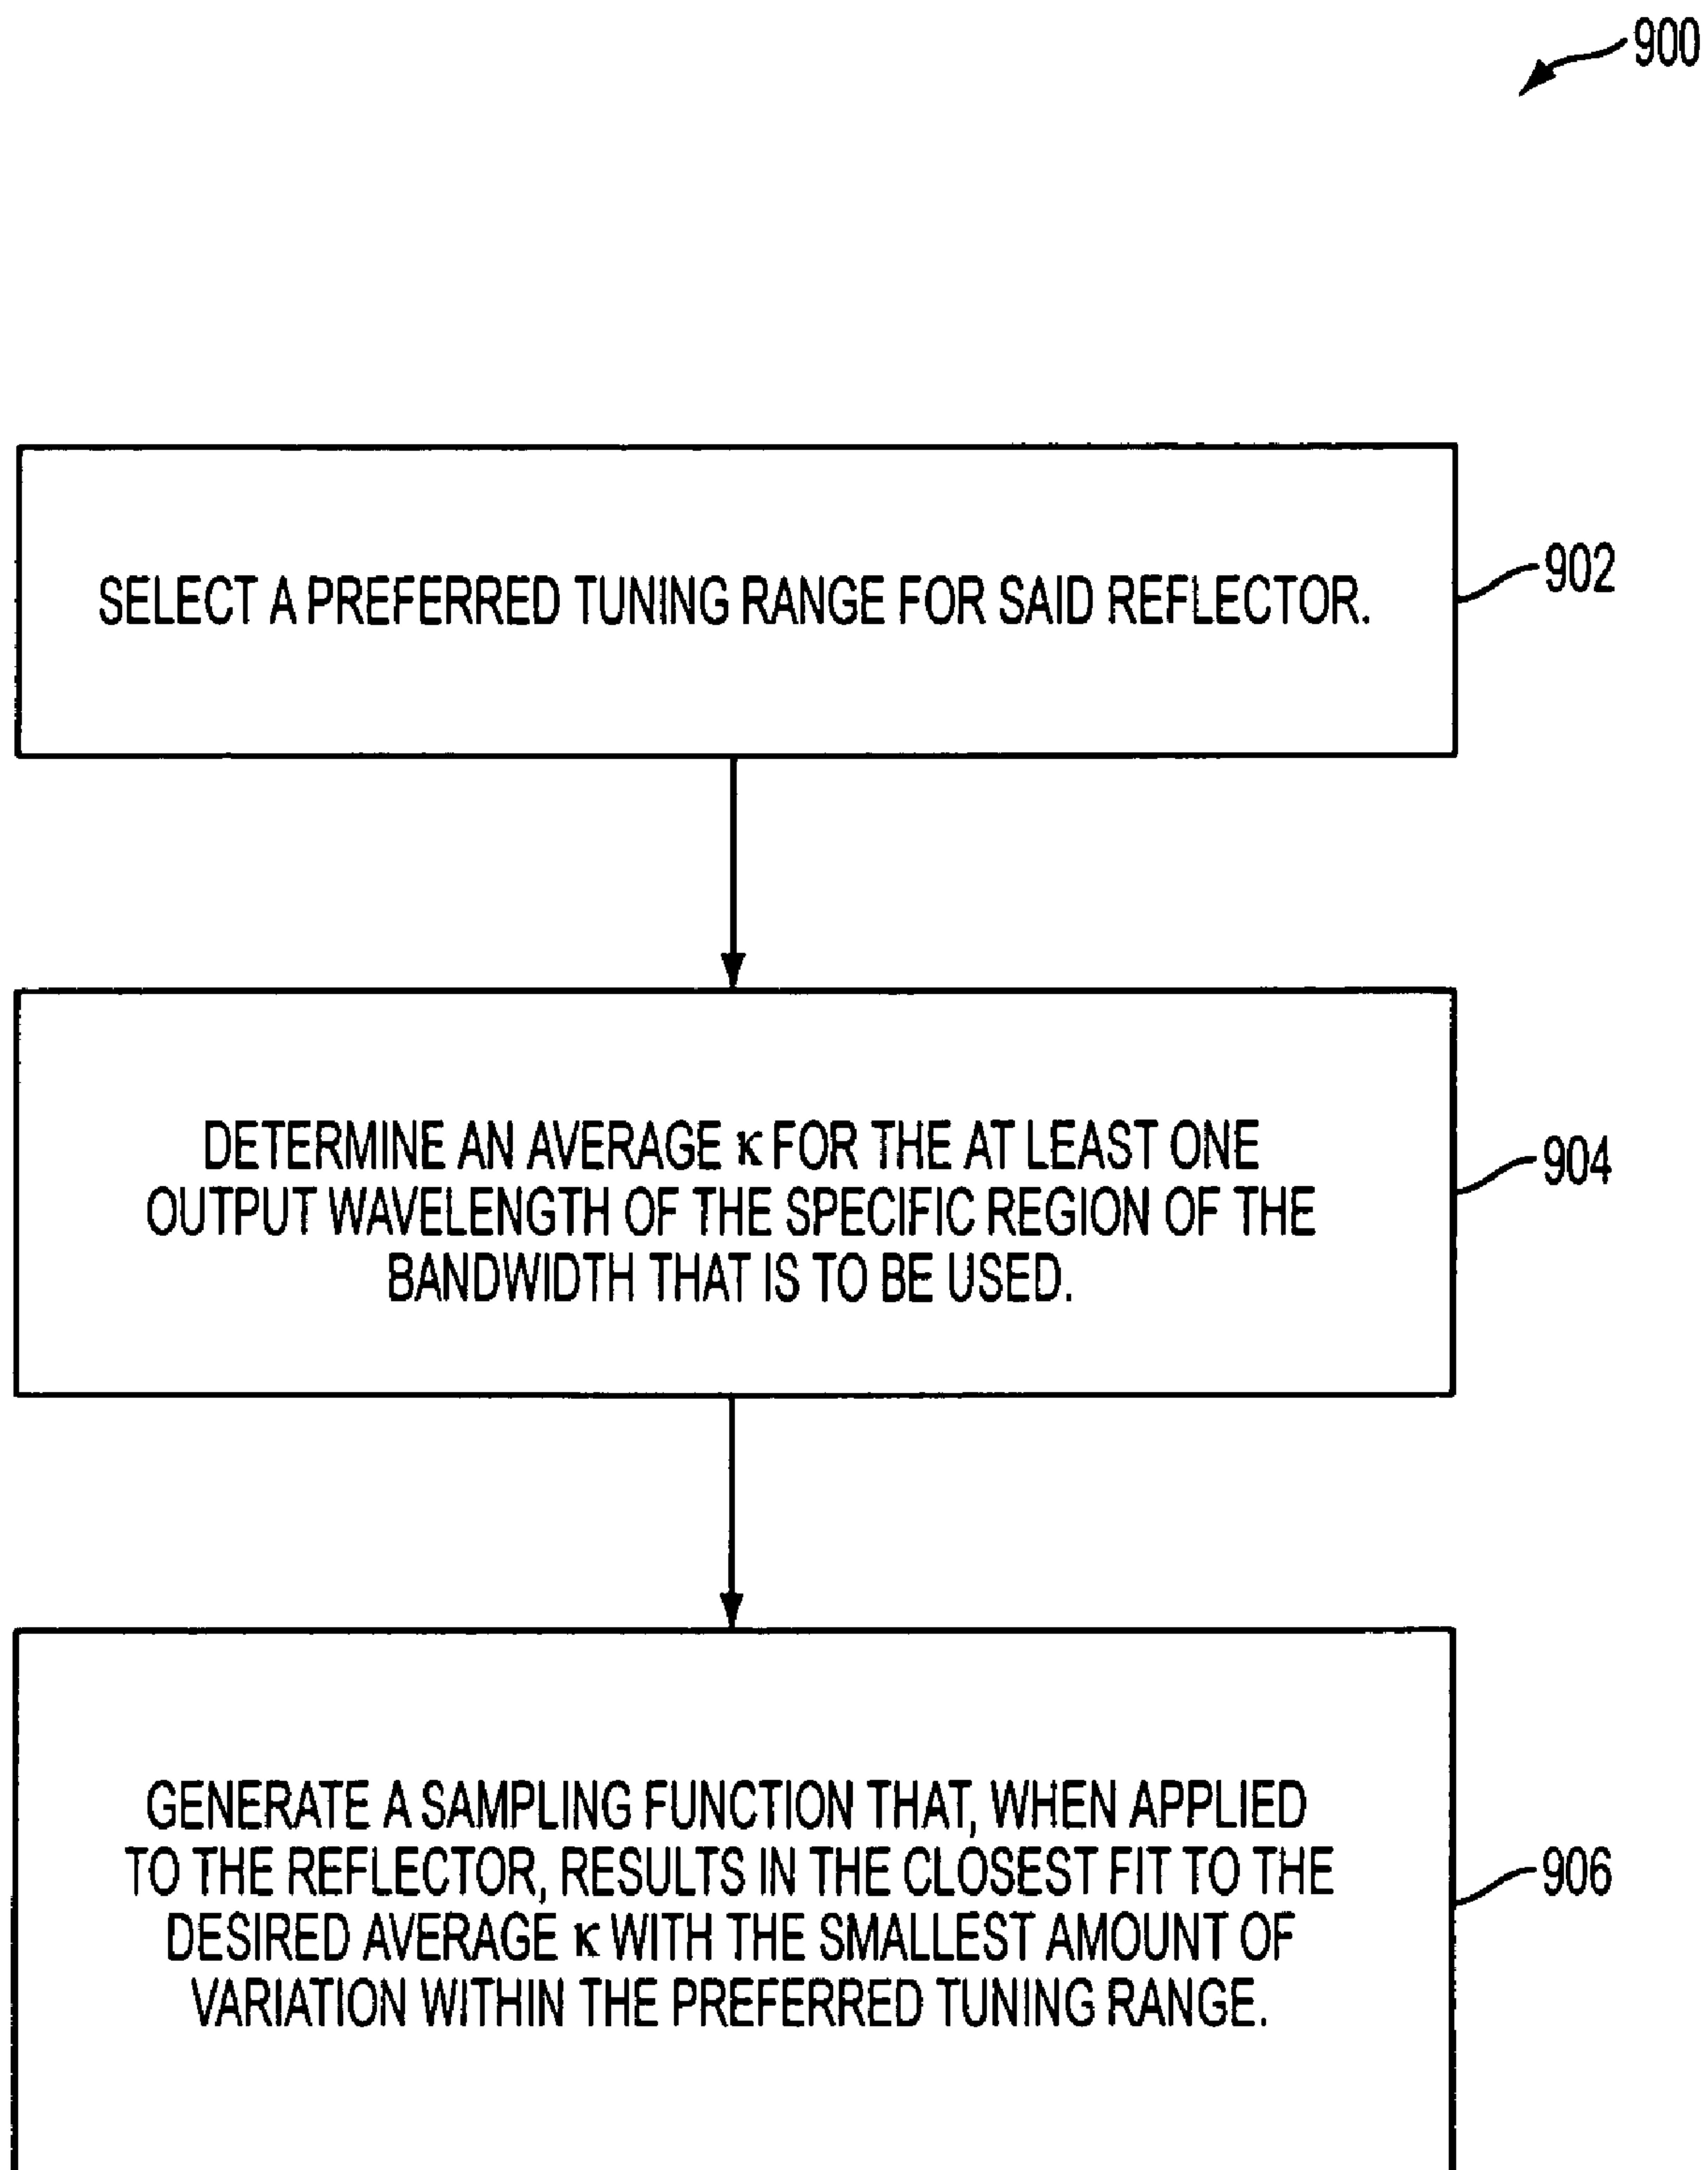 900
SELECT A PREFERRED TUNING RANGE FOR SAID REFLECTOR.
902
DETERMINE AN AVERAGE κ FOR THE AT LEAST ONE
OUTPUT WAVELENGTH OF THE SPECIFIC REGION OF THE
BANDWIDTH THAT IS TO BE USED.
904
GENERATE A SAMPLING FUNCTION THAT, WHEN APPLIED
TO THE REFLECTOR, RESULTS IN THE CLOSEST FIT TO THE
DESIRED AVERAGE κ WITH THE SMALLEST AMOUNT OF
VARIATION WITHIN THE PREFERRED TUNING RANGE.
906